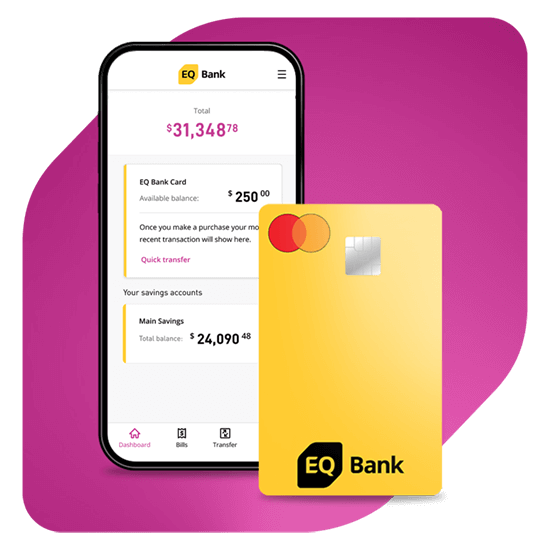 EQ Bank
Total
$31,348 78
EQ Bank Card
Available balance: $ 250 00
Once you make a purchase your mo
recent transaction will show here.
Quick transfer
Your savings accounts
Main Savings
Total balance: $ 24,090 48
Dashboard Bills Transfer
EQ Bank